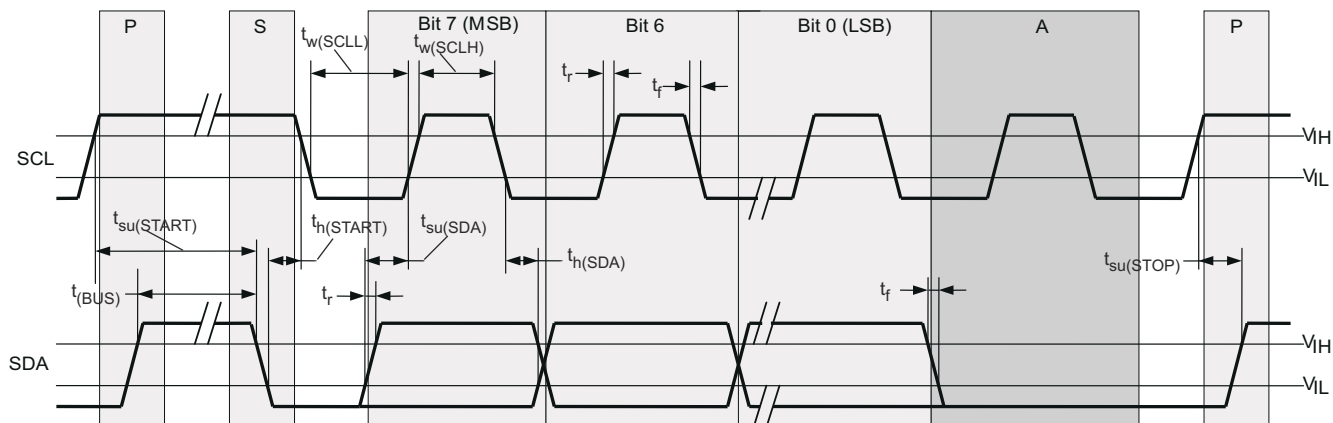 P S Bit 7 (MSB) Bit 6 Bit 0 (LSB) A P
tw(SCLL) tw(SCLH) tr tf
SCL VIH
VIL
tsu(START) th(START) tsu(SDA) th(SDA) tsu(STOP)
t(BUS) tr tf
SDA VIH
VIL